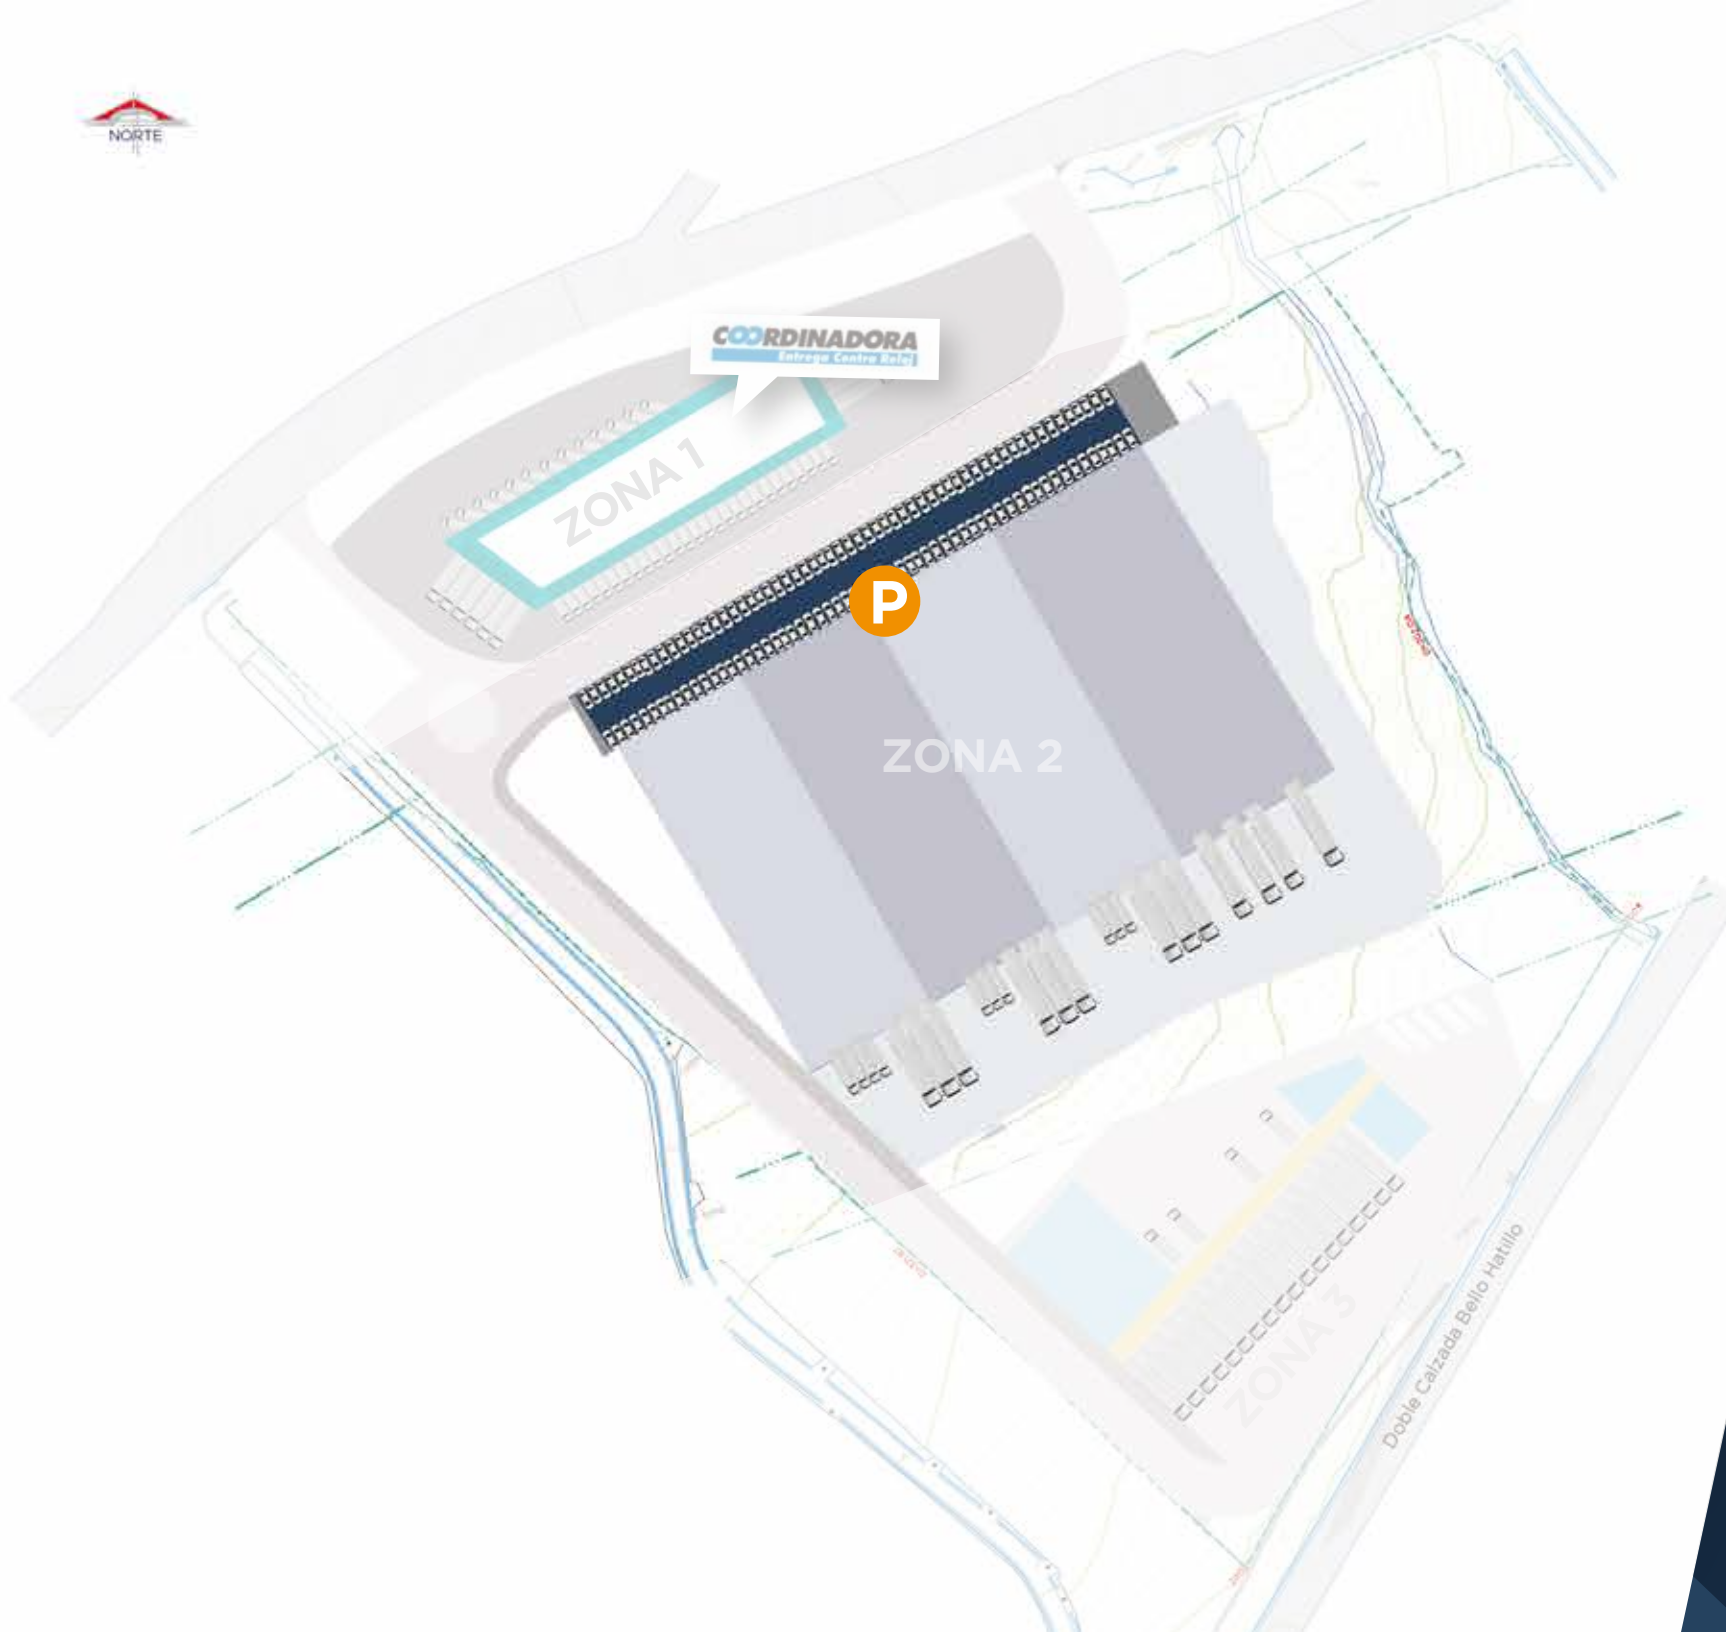 NORTE
COORDINADORA
Entrega Contra Reloj
ZONA 1
P
ZONA 2
ZONA 3
Doble Calzada Bello Hatillo